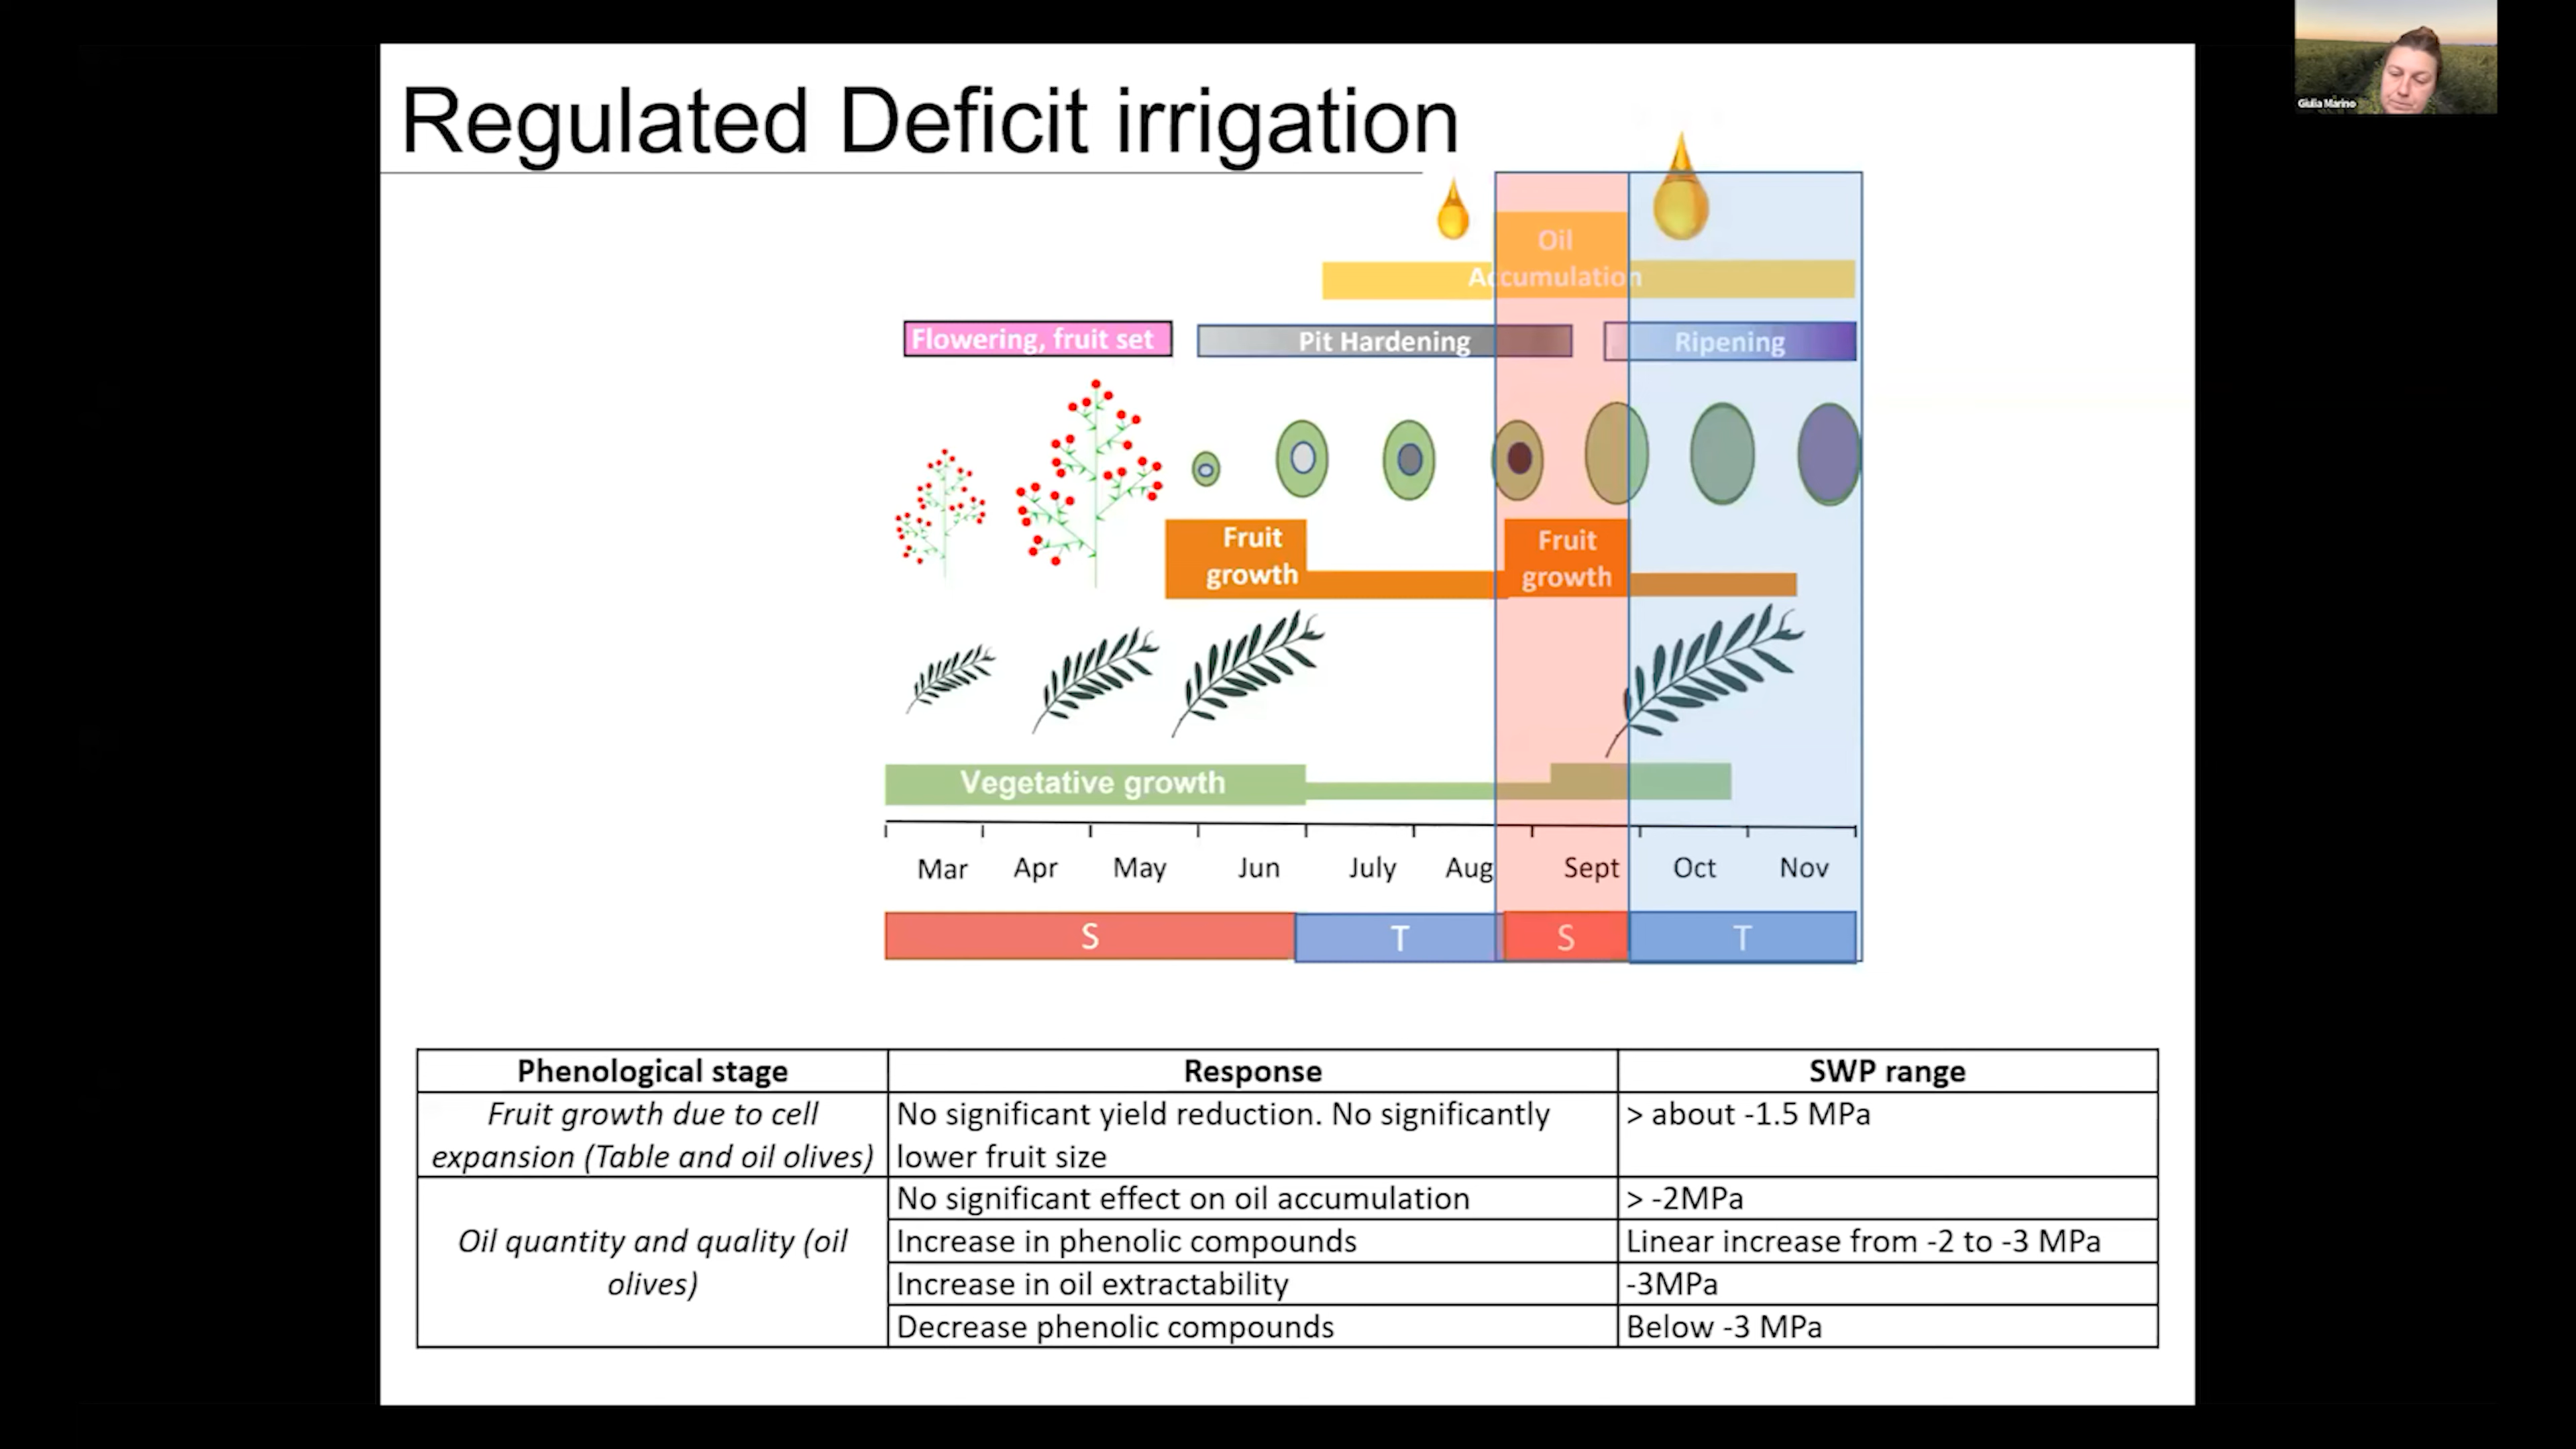 Giulia Marino
Regulated Deficit irrigation
Oil
Accumulation
Flowering, fruit set
Pit Hardening
Ripening
Fruit
growth
Fruit
growth
Vegetative growth
Mar Apr May Jun July Aug Sept Oct Nov
S T S T
Phenological stage Response SWP range
Fruit growth due to cell
expansion (Table and oil olives)
No significant yield reduction. No significantly
lower fruit size
> about -1.5 MPa
Oil quantity and quality (oil
olives)
No significant effect on oil accumulation > -2MPa
Increase in phenolic compounds Linear increase from -2 to -3 MPa
Increase in oil extractability -3MPa
Decrease phenolic compounds Below -3 MPa